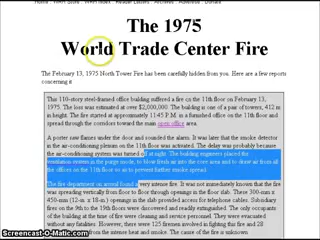 The 1975
World Trade Center Fire
The February 13, 1975 North Tower Fire has been carefully hidden from you. Here are a few reports
concerning it
This 110-story steel-framed office building suffered a fire on the 11th floor on February 13,
1975. The loss was estimated at over $2,000,000. The building is one of a pair of towers, 412 m
in height. The fire started at approximately 11:45 P.M. in a furnished office on the 11th floor and
spread through the corridors toward the main open office area.
A porter saw flames under the door and sounded the alarm. It was later that the smoke detector
in the air-conditioning plenum on the 11th floor was activated. The delay was probably because
the air-conditioning system was turned off at night. The building engineers placed the
ventilation system in the purge mode, to blow fresh air into the core area and to draw air from all
the offices on the 11th floor so as to prevent further smoke spread.
The fire department on arrival found a very intense fire. It was not immediately known that the
fire was spreading vertically from floor to floor through openings in the floor slab. These 300-mm x
450-mm (12-in. x 18-in.) openings in the slab provided access for telephone cables. Subsidiary
fires on the 9th to the 19th floors were discovered and readily extinguished. The only occupants
of the building at the time of fire were cleaning and service personnel. They were evacuated
without any fatalities. However, there were 125 firemen involved in fighting this fire and 28
from the intense heat and smoke. The cause of the fire is unknown
Screencast-O-Matic.com